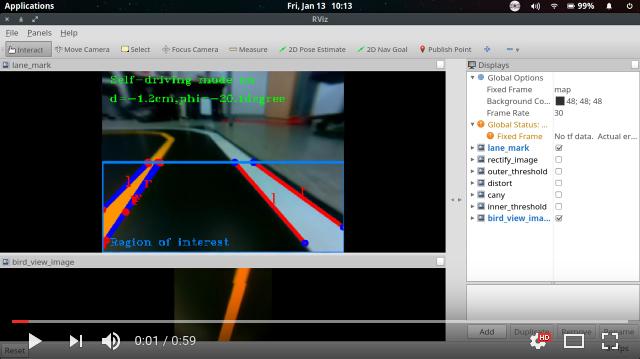 Applications
Fri, Jan 13 10:13
99%
RViz
File Panels Help
Interact Move Camera Select Focus Camera Measure 2D Pose Estimate 2D Nav Goal Publish Point
lane_mark
Self-driving mode on
d=-1.2cm,phi=-20.1degree
l r
l r
Region of interest
bird_view_image
Displays
Global Options
Fixed Frame map
Background Co... 48; 48; 48
Frame Rate 30
Global Status: ...
Fixed Frame No tf data. Actual er...
lane_mark
rectify_image
outer_threshold
distort
cany
inner_threshold
bird_view_ima...
Add Duplicate Remove Rename
0:01 / 0:59
HD
Reset